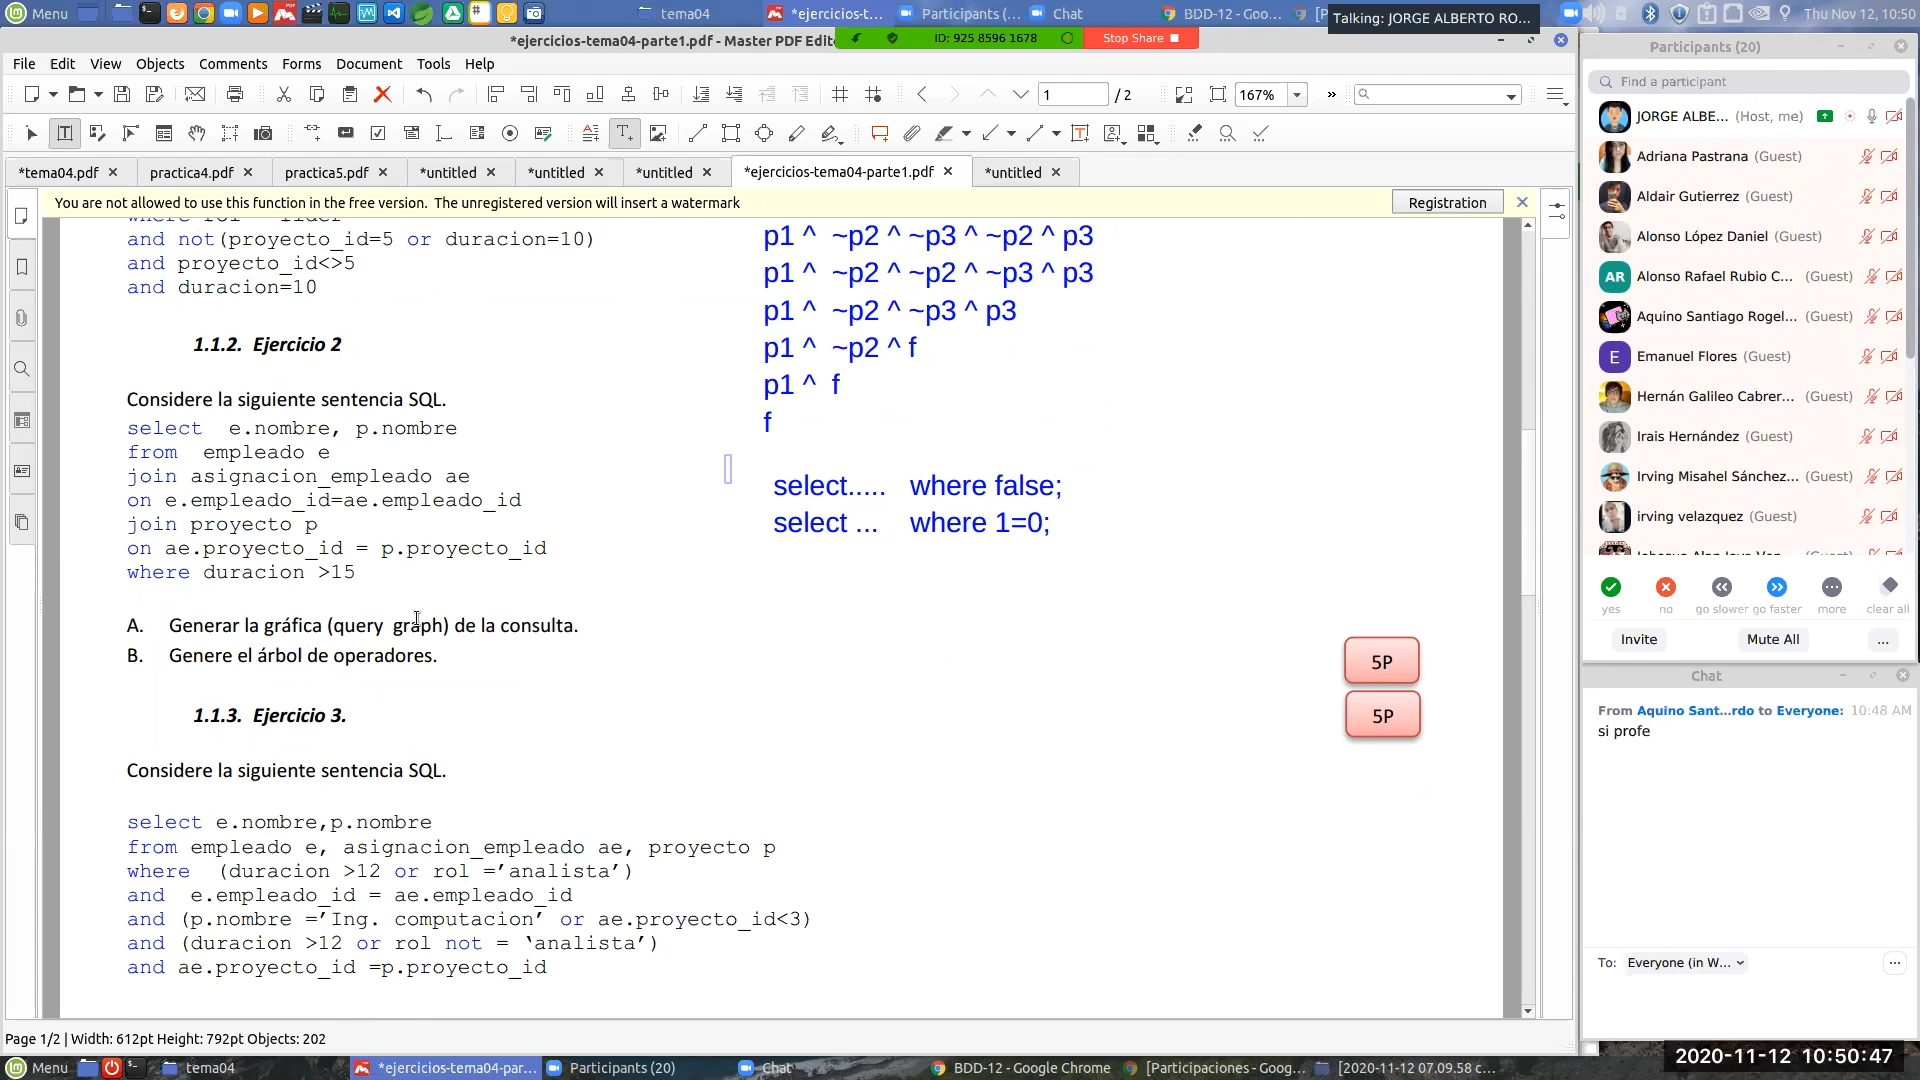 Menu
tema04
*ejercicios-t...
Participants (...
Chat
BDD-12 - Goo...
Talking: JORGE ALBERTO RO...
Thu Nov 12, 10:50
*ejercicios-tema04-parte1.pdf - Master PDF Edit
ID: 925 8596 1678
Stop Share
File Edit View Objects Comments Forms Document Tools Help
1 / 2
167%
*tema04.pdf
practica4.pdf
practica5.pdf
*untitled
*untitled
*untitled
*ejercicios-tema04-parte1.pdf
*untitled
You are not allowed to use this function in the free version. The unregistered version will insert a watermark
Registration
and not(proyecto_id=5 or duracion=10)
and proyecto_id<>5
and duracion=10
1.1.2. Ejercicio 2
Considere la siguiente sentencia SQL.
select e.nombre, p.nombre
from empleado e
join asignacion_empleado ae
on e.empleado_id=ae.empleado_id
join proyecto p
on ae.proyecto_id = p.proyecto_id
where duracion >15
A. Generar la gráfica (query graph) de la consulta.
B. Genere el árbol de operadores.
1.1.3. Ejercicio 3.
Considere la siguiente sentencia SQL.
select e.nombre,p.nombre
from empleado e, asignacion_empleado ae, proyecto p
where (duracion >12 or rol =’analista’)
and e.empleado_id = ae.empleado_id
and (p.nombre =’Ing. computacion’ or ae.proyecto_id<3)
and (duracion >12 or rol not = ‘analista’)
and ae.proyecto_id =p.proyecto_id
p1 ^ ~p2 ^ ~p3 ^ ~p2 ^ p3
p1 ^ ~p2 ^ ~p2 ^ ~p3 ^ p3
p1 ^ ~p2 ^ ~p3 ^ p3
p1 ^ ~p2 ^ f
p1 ^ f
f
select..... where false;
select ... where 1=0;
5P
5P
Page 1/2 | Width: 612pt Height: 792pt Objects: 202
Participants (20)
Find a participant
JORGE ALBE... (Host, me)
Adriana Pastrana (Guest)
Aldair Gutierrez (Guest)
Alonso López Daniel (Guest)
AR Alonso Rafael Rubio C... (Guest)
Aquino Santiago Rogel... (Guest)
E Emanuel Flores (Guest)
Hernán Galileo Cabrer... (Guest)
Irais Hernández (Guest)
Irving Misahel Sánchez... (Guest)
irving velazquez (Guest)
yes no go slower go faster more clear all
Invite Mute All ...
Chat
From Aquino Sant...rdo to Everyone: 10:48 AM
si profe
To: Everyone (in W...
Menu
tema04
*ejercicios-tema04-par...
Participants (20)
Chat
BDD-12 - Google Chrome
[Participaciones - Goog...
[2020-11-12 07.09.58 c...
2020-11-12 10:50:47